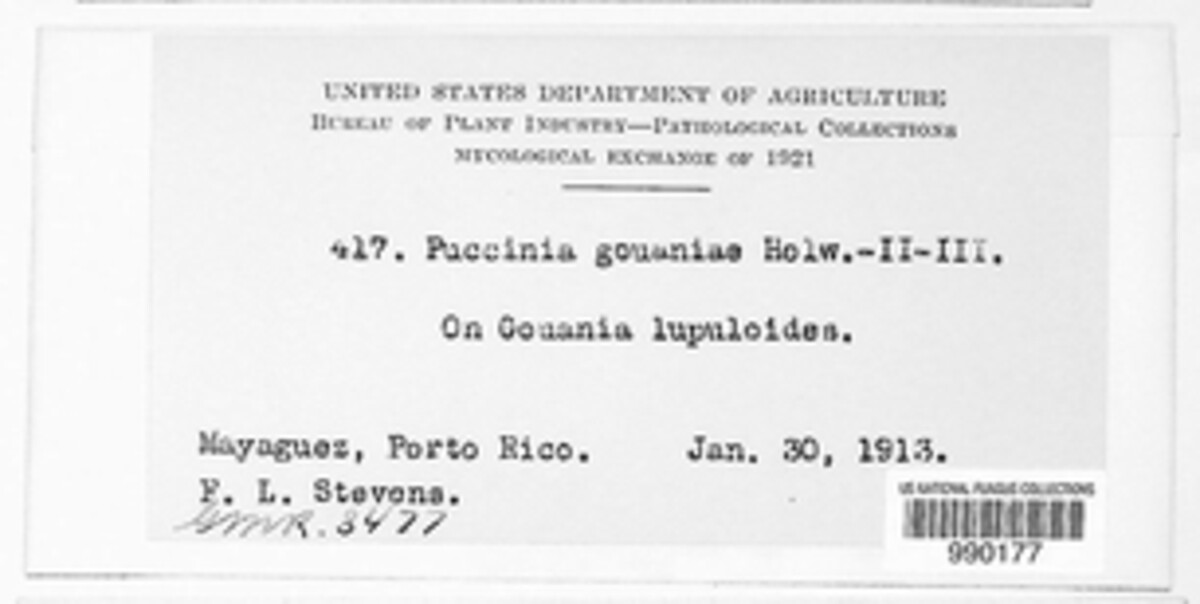 UNITED STATES DEPARTMENT OF AGRICULTURE
BUREAU OF PLANT INDUSTRY—PATHOLOGICAL COLLECTIONS
MYCOLOGICAL EXCHANGE OF 1921
417. Puccinia gouaniae Holw.-II-III.
On Gouania lupuloides.
Mayaguez, Porto Rico. Jan. 30, 1913.
F. L. Stevens.
3477
US NATIONAL FUNGUS COLLECTIONS
990177